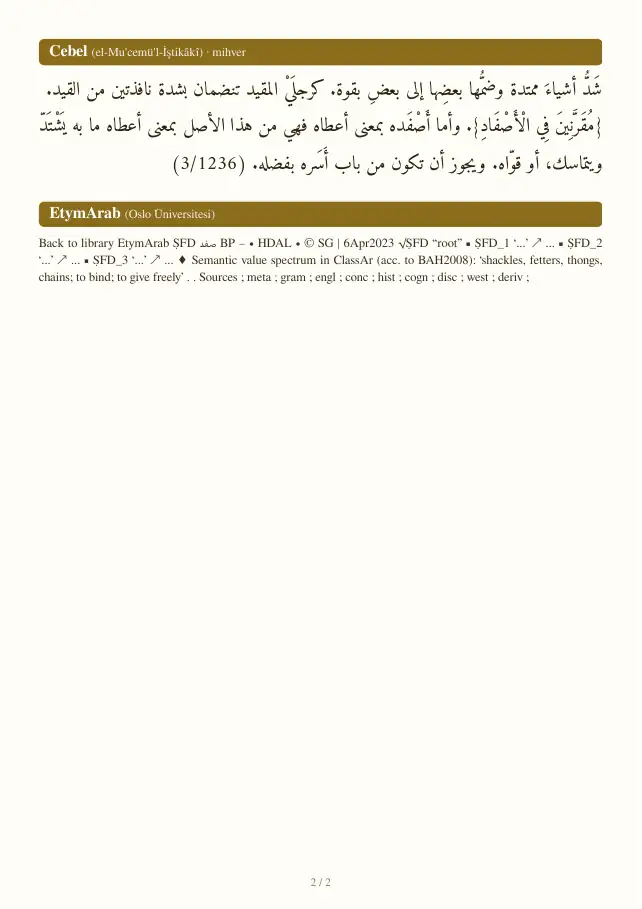 Cebel (el-Mu'cemü'l-İştikâkî) · mihver
شَدُّ أشياءَ ممتدة وضمُّها بعضِها إلى بعضِ بقوة. كرجلَيْ المقيد تنضمان بشدة نافذتين من القيد.
{مُقَرَّنِينَ فِي الْأَصْفَادِ}. وأما أَصْفَده بمعنى أعطاه فهي من هذا الأصل بمعنى أعطاه ما به يَشْتَدّ
ويتماسك، أو قوّاه. ويجوز أن تكون من باب أَسَره بفضله. (3/1236)
EtymArab (Oslo Üniversitesi)
Back to library EtymArab ṢFD صفد BP – • HDAL • © SG | 6Apr2023 √ṢFD “root” ▪ ṢFD_1 ‘...’ ↗ ... ▪ ṢFD_2
‘...’ ↗ ... ▪ ṢFD_3 ‘...’ ↗ ... ♦ Semantic value spectrum in ClassAr (acc. to BAH2008): ‘shackles, fetters, thongs,
chains; to bind; to give freely’ . . Sources ; meta ; gram ; engl ; conc ; hist ; cogn ; disc ; west ; deriv ;
2 / 2